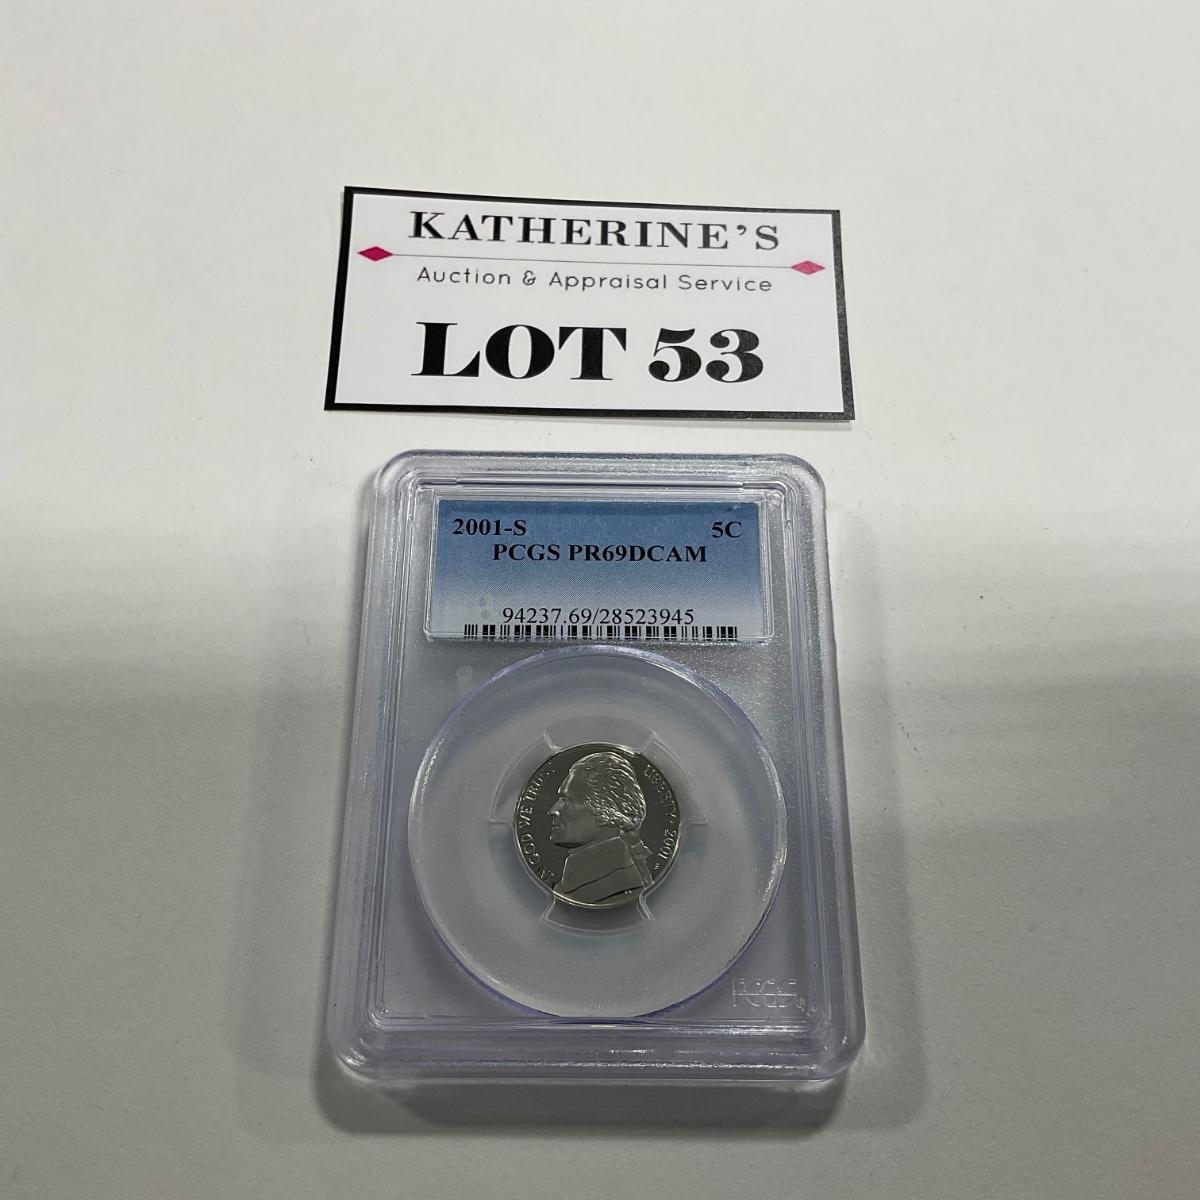 KATHERINE'S
Auction & Appraisal Service
LOT 53
2001-S 5C
PCGS PR69DCAM
94237.69/28523945
IN GOD WE TRUST
LIBERTY • 2001
S
PCGS